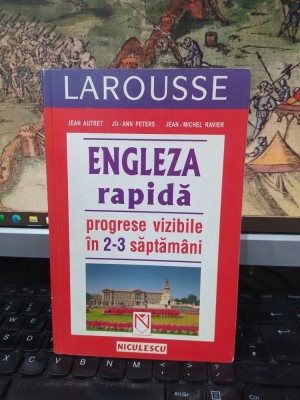 LAROUSSE
JEAN AUTRET JO-ANN PETERS JEAN-MICHEL RAVIER
ENGLEZA
rapidă
progrese vizibile
în 2-3 săptămâni
N
NICULESCU